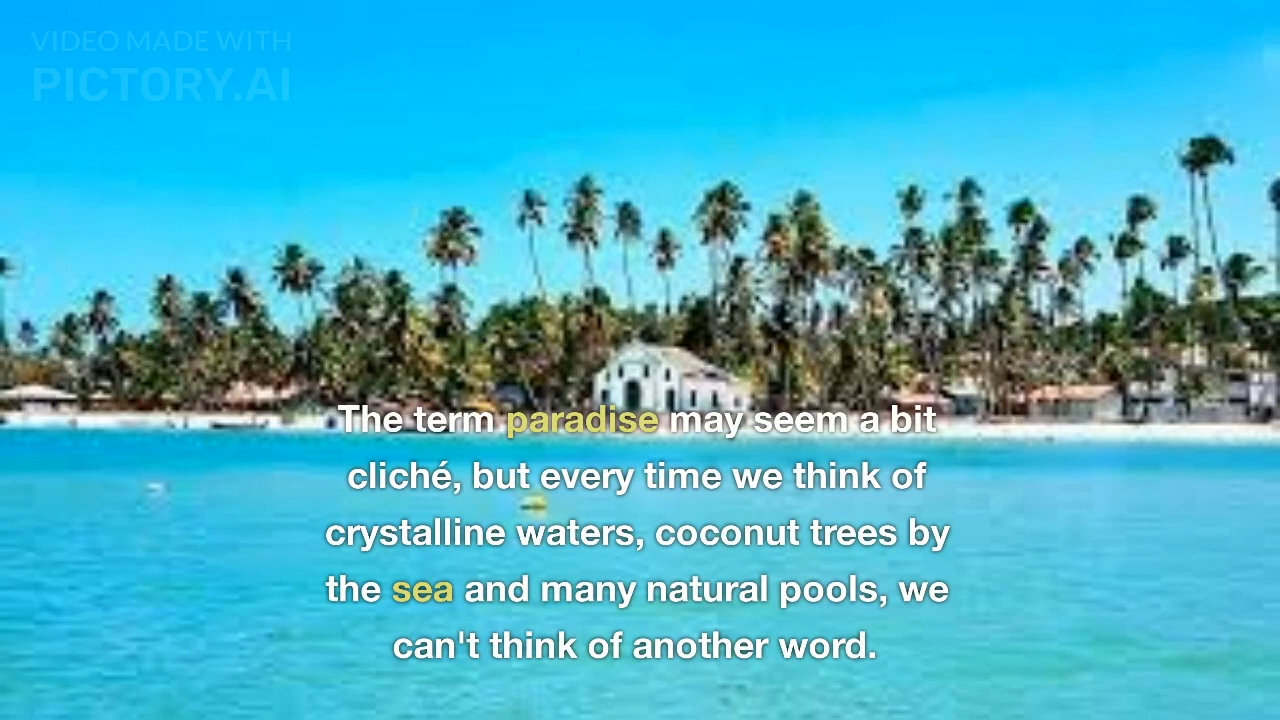 VIDEO MADE WITH
PICTORY.AI
The term paradise may seem a bit
cliché, but every time we think of
crystalline waters, coconut trees by
the sea and many natural pools, we
can't think of another word.